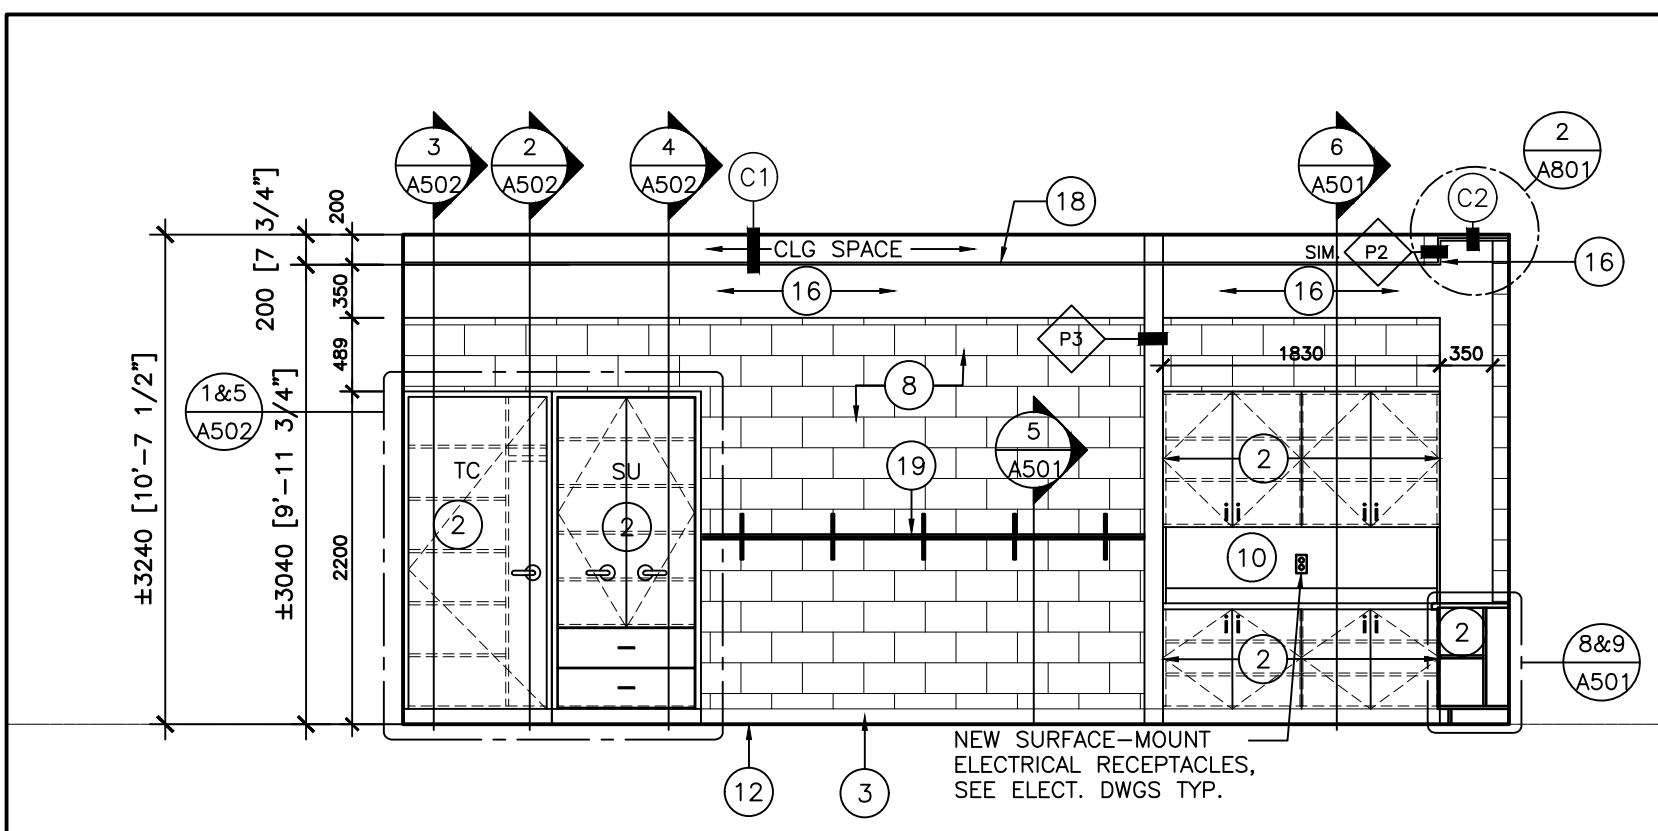 3
A502
2
A502
4
A502
C1
6
A501
2
A801
C2
18
200
200 [7 3/4"]
CLG SPACE
SIM.
P2
16
16
16
350
P3
1830
350
489
8
1&5
A502
±3240 [10'-7 1/2"]
±3040 [9'-11 3/4"]
2200
5
A501
19
TC
SU
2
2
2
10
2
2
8&9
A501
12
3
NEW SURFACE-MOUNT
ELECTRICAL RECEPTACLES,
SEE ELECT. DWGS TYP.